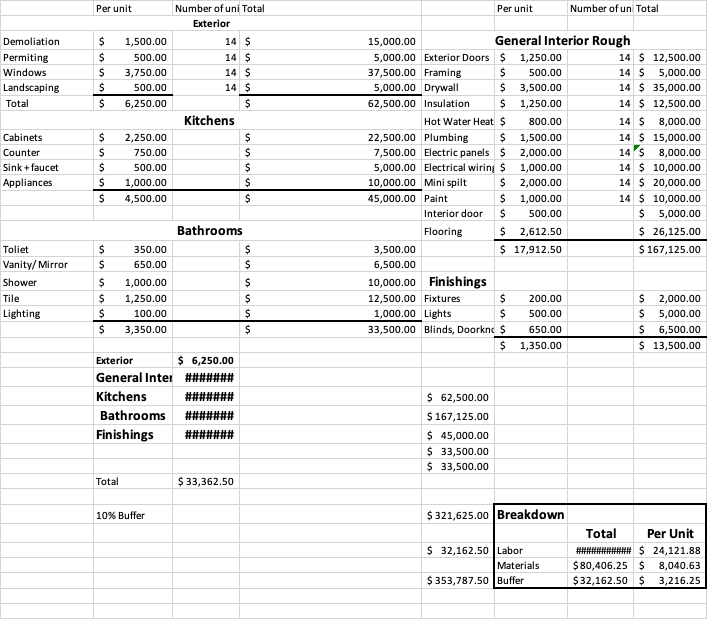 Per unit Number of uni Total Per unit Number of uni Total
Exterior
Demoliation $ 1,500.00 14 $ 15,000.00 General Interior Rough
Permiting $ 500.00 14 $ 5,000.00 Exterior Doors $ 1,250.00 14 $ 12,500.00
Windows $ 3,750.00 14 $ 37,500.00 Framing $ 500.00 14 $ 5,000.00
Landscaping $ 500.00 14 $ 5,000.00 Drywall $ 3,500.00 14 $ 35,000.00
Total $ 6,250.00 $ 62,500.00 Insulation $ 1,250.00 14 $ 12,500.00
Kitchens Hot Water Heat $ 800.00 14 $ 8,000.00
Cabinets $ 2,250.00 $ 22,500.00 Plumbing $ 1,500.00 14 $ 15,000.00
Counter $ 750.00 $ 7,500.00 Electric panels $ 2,000.00 14 $ 8,000.00
Sink + faucet $ 500.00 $ 5,000.00 Electrical wiring $ 1,000.00 14 $ 10,000.00
Appliances $ 1,000.00 $ 10,000.00 Mini spilt $ 2,000.00 14 $ 20,000.00
$ 4,500.00 $ 45,000.00 Paint $ 1,000.00 14 $ 10,000.00
Interior door $ 500.00 $ 5,000.00
Bathrooms Flooring $ 2,612.50 $ 26,125.00
Toliet $ 350.00 $ 3,500.00 $ 17,912.50 $ 167,125.00
Vanity/ Mirror $ 650.00 $ 6,500.00
Shower $ 1,000.00 $ 10,000.00 Finishings
Tile $ 1,250.00 $ 12,500.00 Fixtures $ 200.00 $ 2,000.00
Lighting $ 100.00 $ 1,000.00 Lights $ 500.00 $ 5,000.00
$ 3,350.00 $ 33,500.00 Blinds, Doorkno $ 650.00 $ 6,500.00
$ 1,350.00 $ 13,500.00
Exterior $ 6,250.00
General Inter #######
Kitchens ####### $ 62,500.00
Bathrooms ####### $ 167,125.00
Finishings ####### $ 45,000.00
$ 33,500.00
$ 33,500.00
Total $ 33,362.50
10% Buffer $ 321,625.00 Breakdown
Total Per Unit
$ 32,162.50 Labor ########### $ 24,121.88
Materials $ 80,406.25 $ 8,040.63
$ 353,787.50 Buffer $ 32,162.50 $ 3,216.25